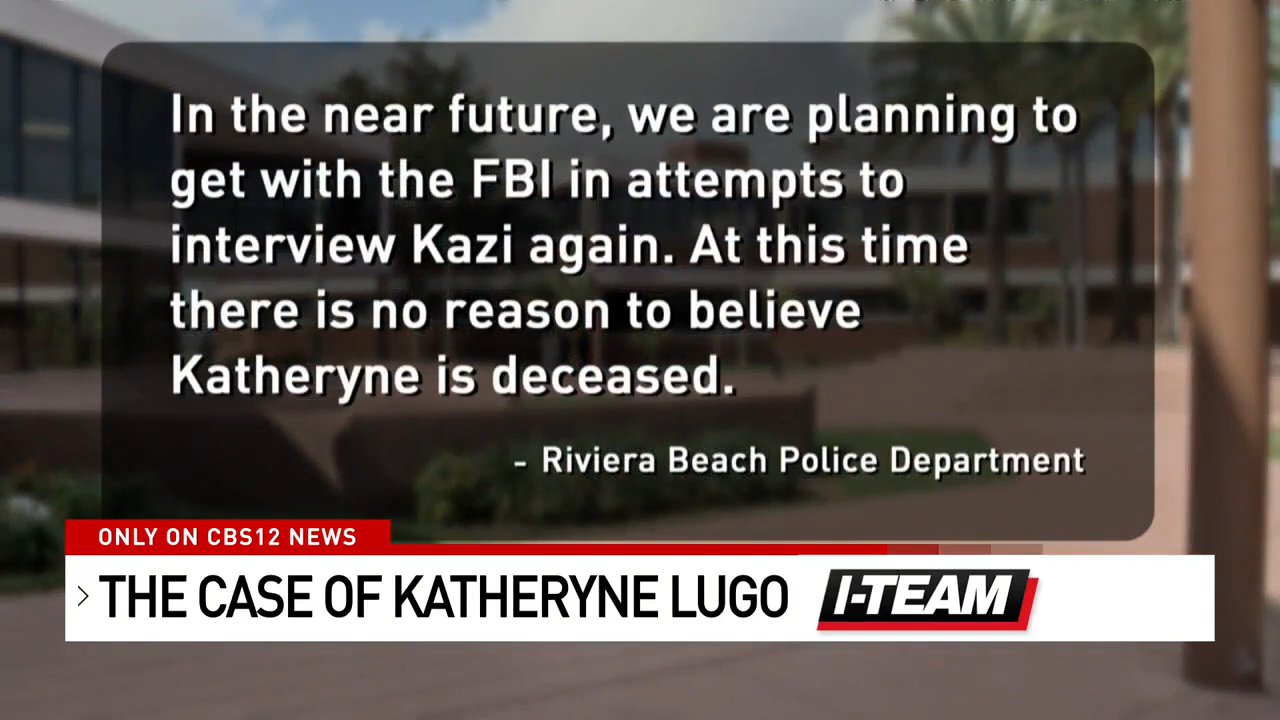 In the near future, we are planning to
get with the FBI in attempts to
interview Kazi again. At this time
there is no reason to believe
Katheryne is deceased.
- Riviera Beach Police Department
ONLY ON CBS12 NEWS
> THE CASE OF KATHERYNE LUGO
I-TEAM